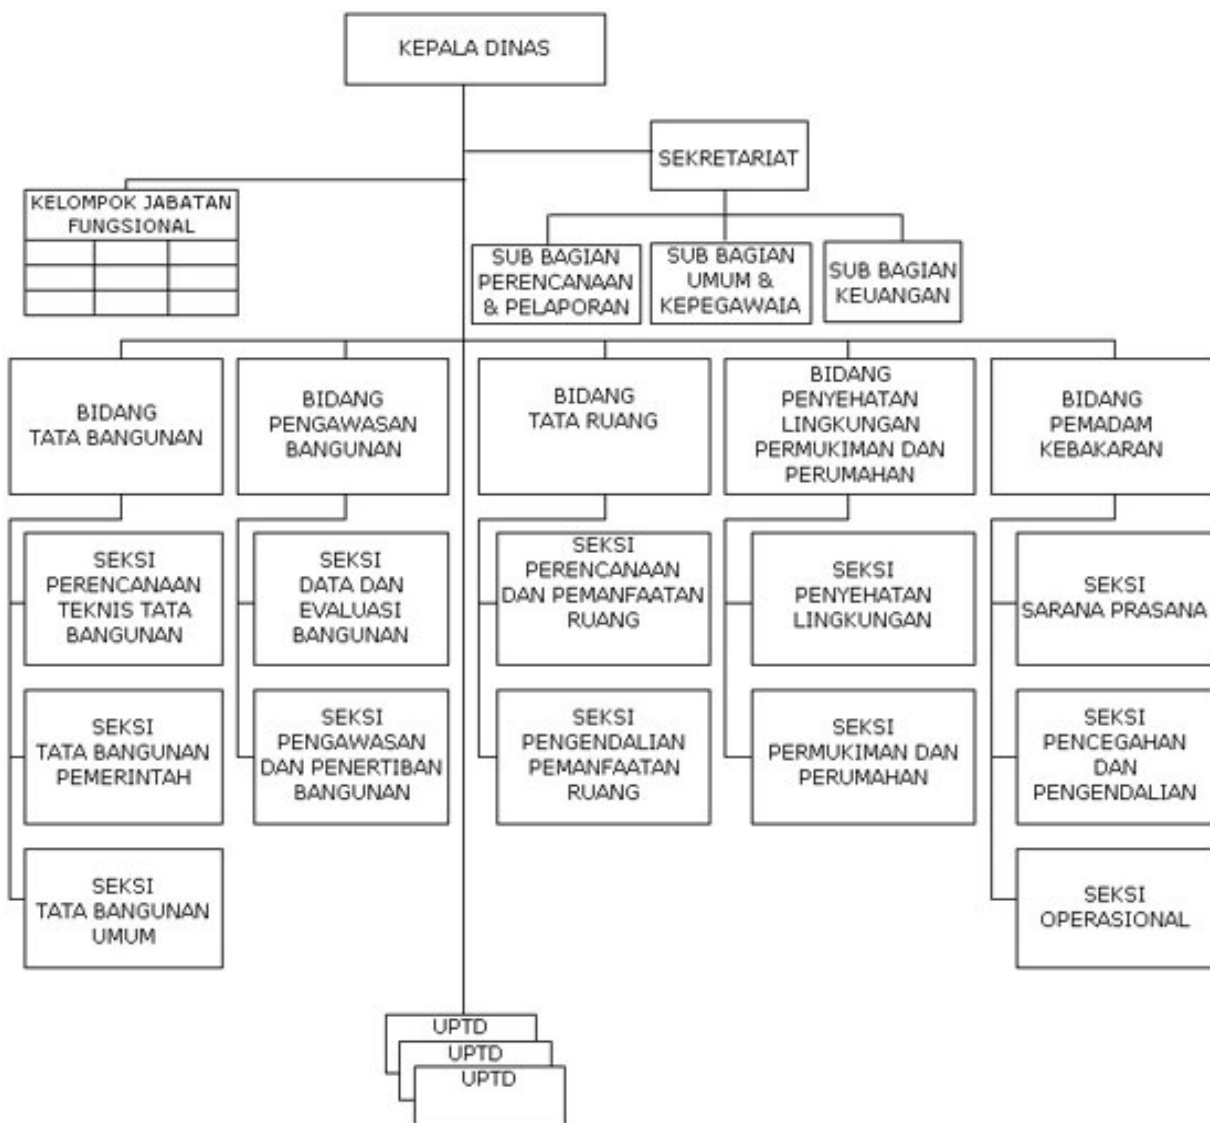 KEPALA DINAS
SEKRETARIAT
KELOMPOK JABATAN
FUNGSIONAL
SUB BAGIAN
PERENCANAAN
& PELAPORAN
SUB BAGIAN
UMUM &
KEPEGAWAIA
SUB BAGIAN
KEUANGAN
BIDANG
TATA BANGUNAN
BIDANG
PENGAWASAN
BANGUNAN
BIDANG
TATA RUANG
BIDANG
PENYEHATAN
LINGKUNGAN
PERMUKIMAN DAN
PERUMAHAN
BIDANG
PEMADAM
KEBAKARAN
SEKSI
PERENCANAAN
TEKNIS TATA
BANGUNAN
SEKSI
DATA DAN
EVALUASI
BANGUNAN
SEKSI
PERENCANAAN
DAN PEMANFAATAN
RUANG
SEKSI
PENYEHATAN
LINGKUNGAN
SEKSI
SARANA PRASANA
SEKSI
TATA BANGUNAN
PEMERINTAH
SEKSI
PENGAWASAN
DAN PENERTIBAN
BANGUNAN
SEKSI
PENGENDALIAN
PEMANFAATAN
RUANG
SEKSI
PERMUKIMAN DAN
PERUMAHAN
SEKSI
PENCEGAHAN
DAN
PENGENDALIAN
SEKSI
TATA BANGUNAN
UMUM
SEKSI
OPERASIONAL
UPTD
UPTD
UPTD